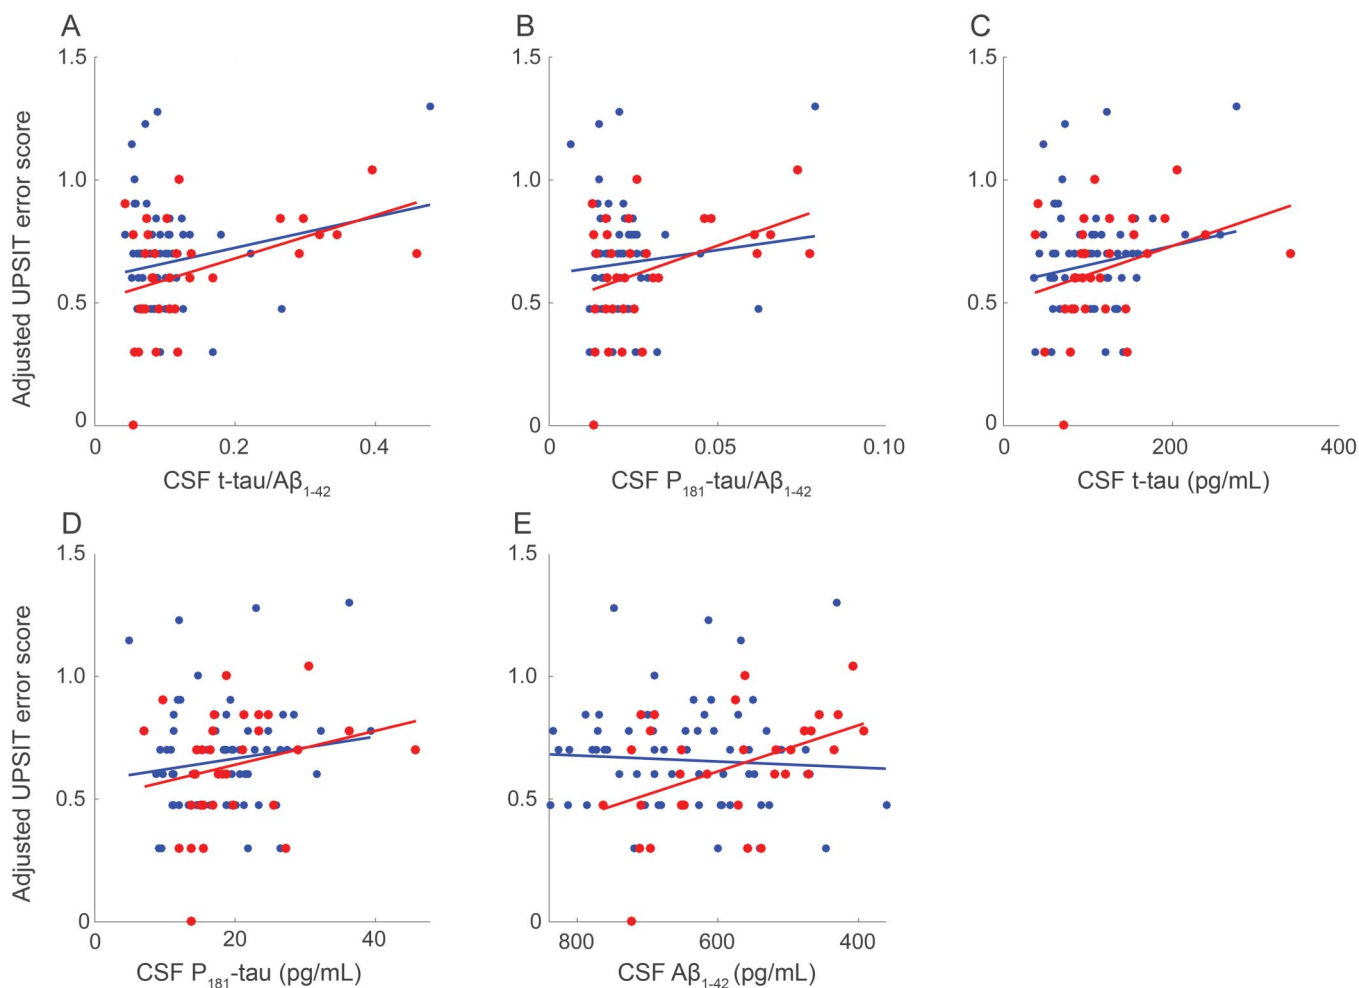 A
1.5
1.0
0.5
0
0
0.2
0.4
Adjusted UPSIT error score
CSF t-tau/Aβ1-42
B
1.5
1.0
0.5
0
0
0.05
0.10
CSF P181-tau/Aβ1-42
C
1.5
1.0
0.5
0
0
200
400
CSF t-tau (pg/mL)
D
1.5
1.0
0.5
0
0
20
40
Adjusted UPSIT error score
CSF P181-tau (pg/mL)
E
1.5
1.0
0.5
0
800
600
400
CSF Aβ1-42 (pg/mL)